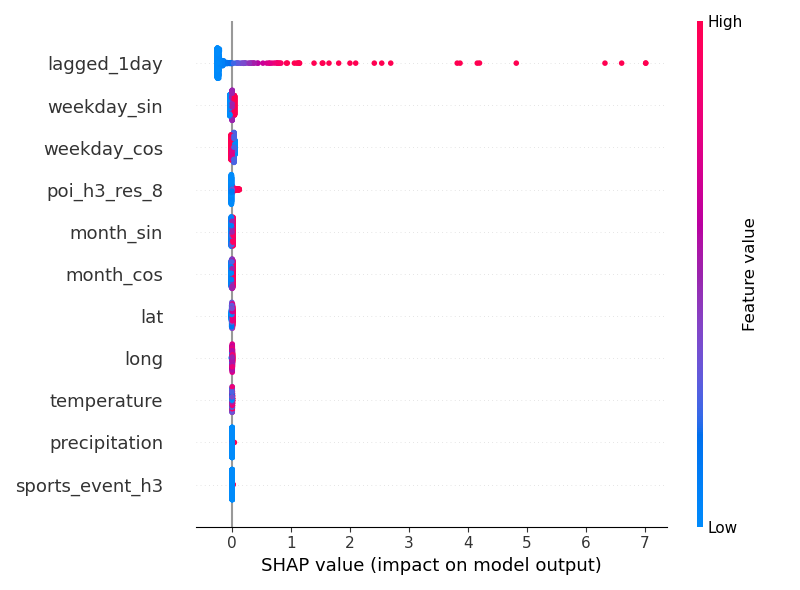 High
lagged_1day
weekday_sin
weekday_cos
poi_h3_res_8
month_sin
month_cos
lat
long
temperature
precipitation
sports_event_h3
Feature value
Low
0 1 2 3 4 5 6 7
SHAP value (impact on model output)